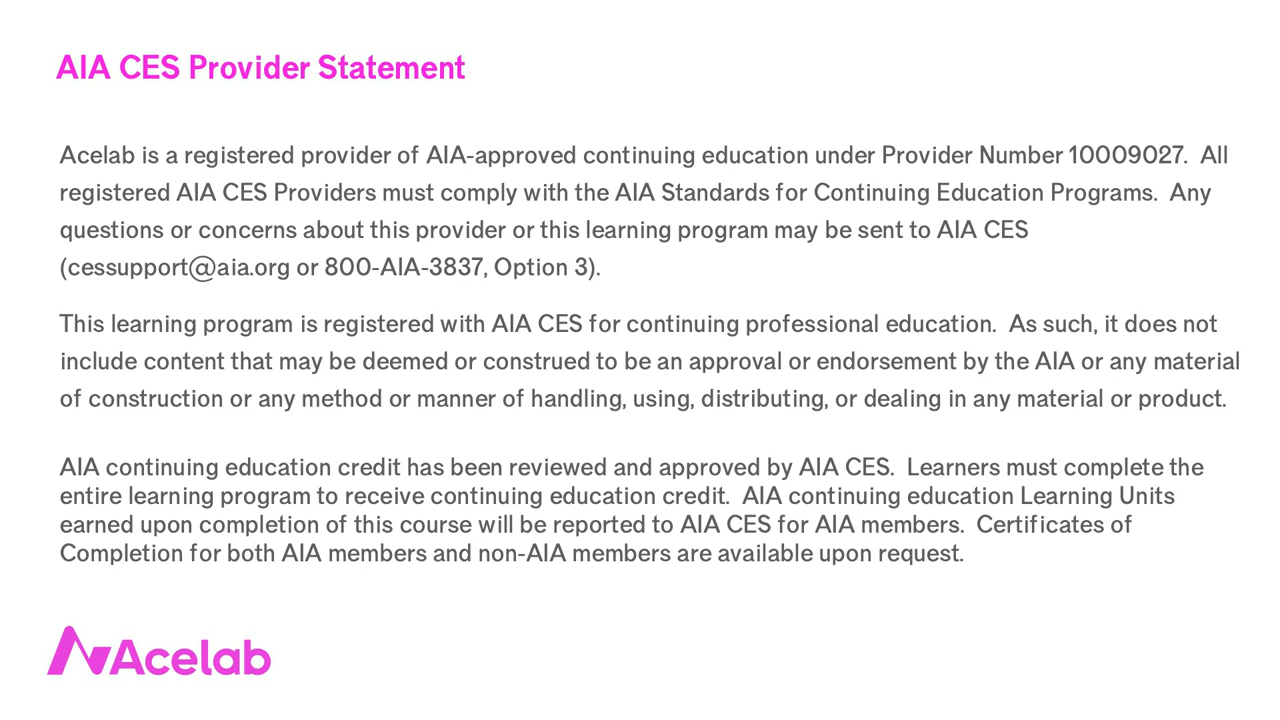 AIA CES Provider Statement
Acelab is a registered provider of AIA-approved continuing education under Provider Number 10009027.  All
registered AIA CES Providers must comply with the AIA Standards for Continuing Education Programs.  Any
questions or concerns about this provider or this learning program may be sent to AIA CES
(cessupport@aia.org or 800-AIA-3837, Option 3).
This learning program is registered with AIA CES for continuing professional education.  As such, it does not
include content that may be deemed or construed to be an approval or endorsement by the AIA or any material
of construction or any method or manner of handling, using, distributing, or dealing in any material or product.
AIA continuing education credit has been reviewed and approved by AIA CES.  Learners must complete the
entire learning program to receive continuing education credit.  AIA continuing education Learning Units
earned upon completion of this course will be reported to AIA CES for AIA members.  Certificates of
Completion for both AIA members and non-AIA members are available upon request.
Acelab